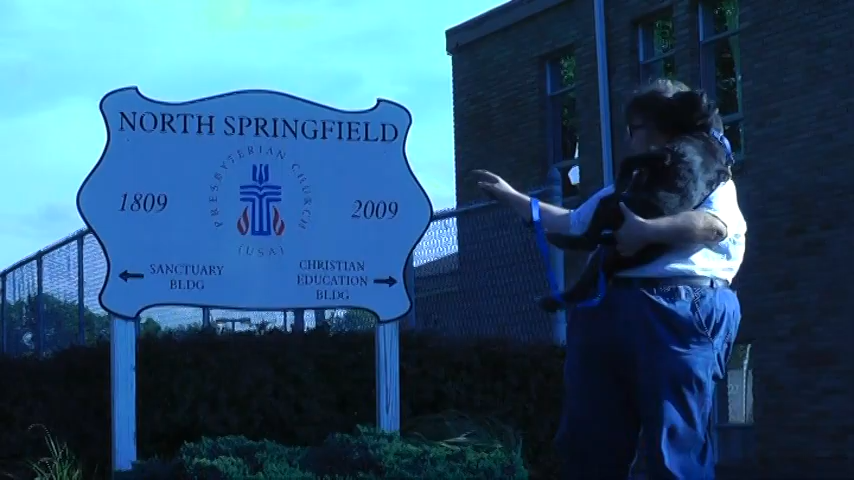 NORTH SPRINGFIELD
PRESBYTERIAN CHURCH
(USA)
1809
2009
SANCTUARY
BLDG
CHRISTIAN
EDUCATION
BLDG